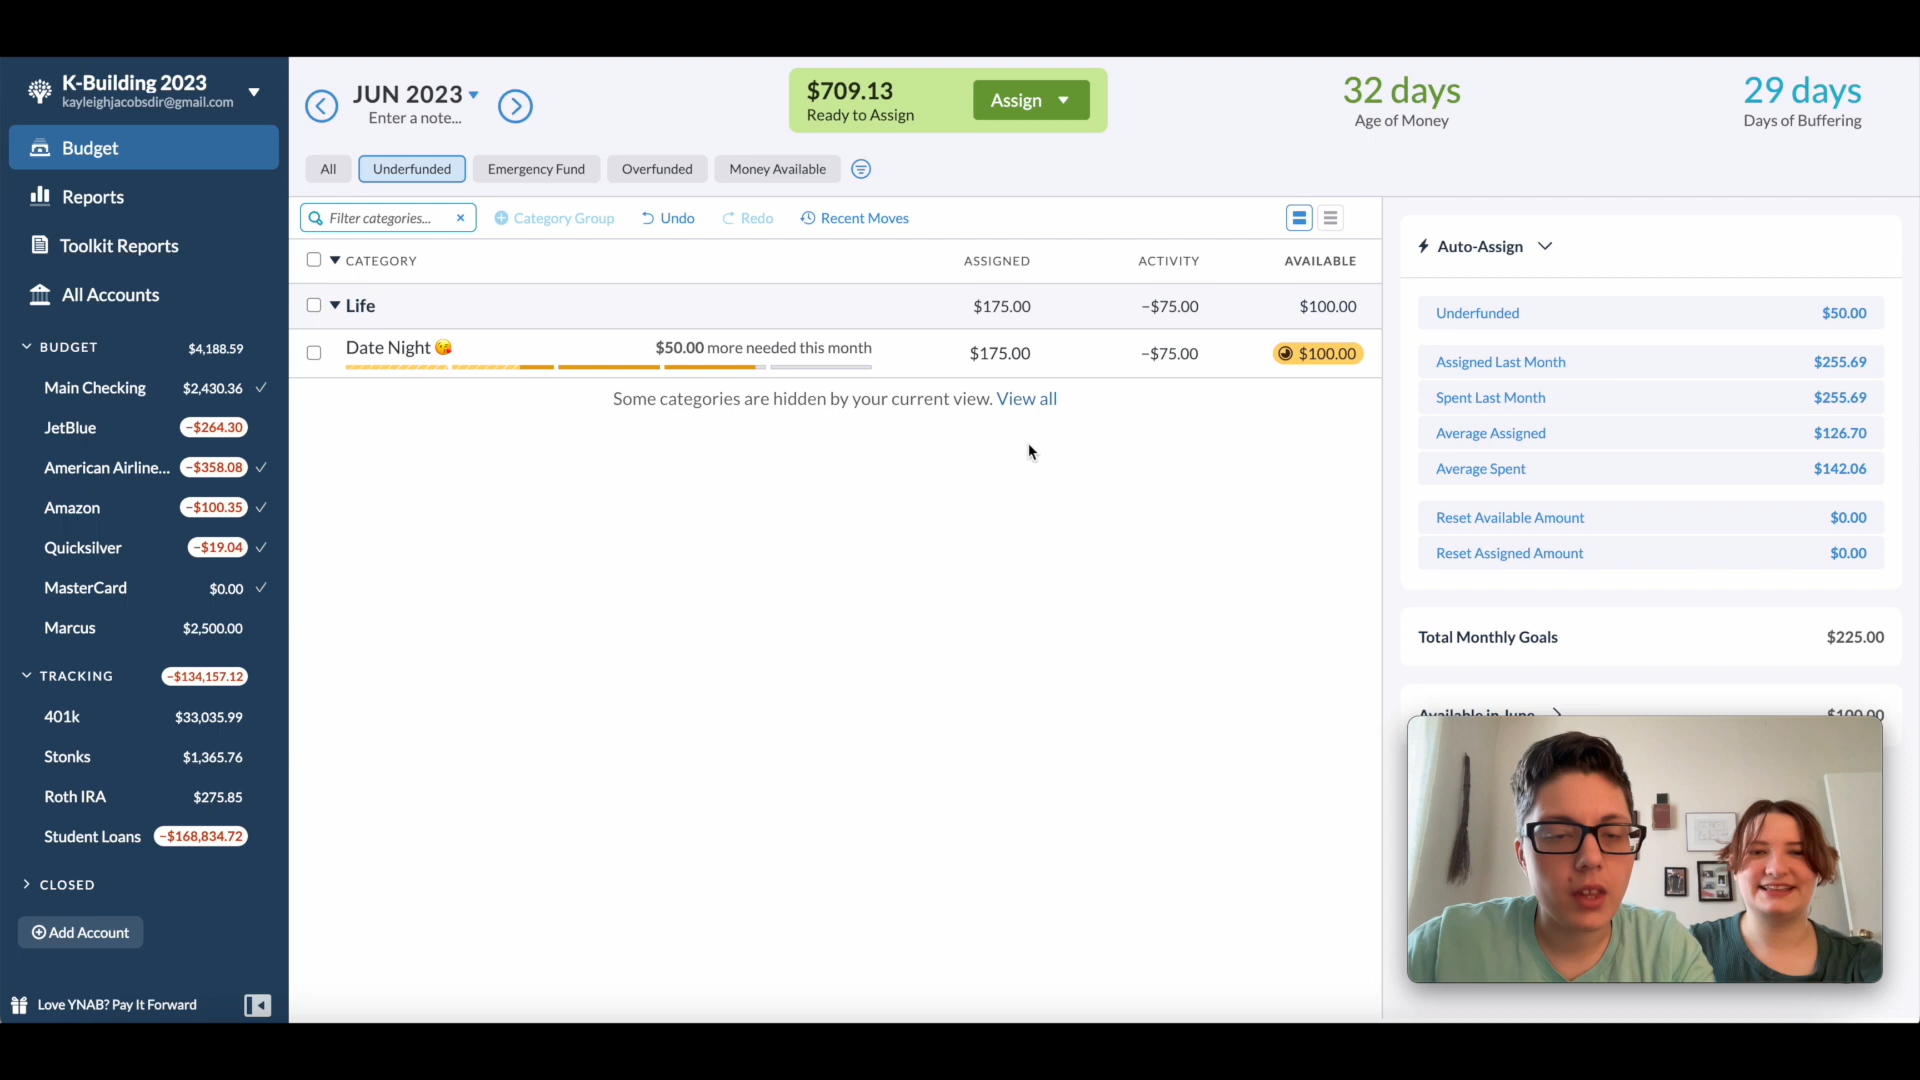 K-Building 2023
kayleighjacobsdir@gmail.com
Budget
Reports
Toolkit Reports
All Accounts
BUDGET $4,188.59
Main Checking $2,430.36
JetBlue −$264.30
American Airline... −$358.08
Amazon −$100.35
Quicksilver −$19.04
MasterCard $0.00
Marcus $2,500.00
TRACKING −$134,157.12
401k $33,035.99
Stonks $1,365.76
Roth IRA $275.85
Student Loans −$168,834.72
CLOSED
Add Account
Love YNAB? Pay It Forward
JUN 2023
Enter a note...
$709.13
Ready to Assign
Assign
32 days
Age of Money
29 days
Days of Buffering
All Underfunded Emergency Fund Overfunded Money Available
Filter categories... Category Group Undo Redo Recent Moves
CATEGORY ASSIGNED ACTIVITY AVAILABLE
Life $175.00 −$75.00 $100.00
Date Night 😘 $50.00 more needed this month $175.00 −$75.00 $100.00
Some categories are hidden by your current view. View all
Auto-Assign
Underfunded $50.00
Assigned Last Month $255.69
Spent Last Month $255.69
Average Assigned $126.70
Average Spent $142.06
Reset Available Amount $0.00
Reset Assigned Amount $0.00
Total Monthly Goals $225.00
Available in June $100.00